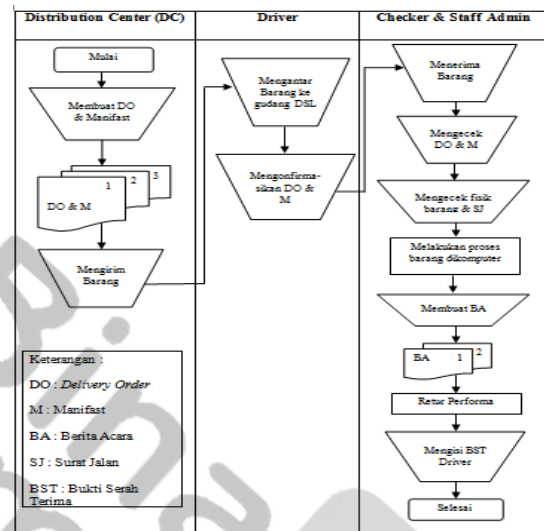 Distribution Center (DC)
Driver
Checker & Staff Admin
Mulai
Membuat DO
& Manifast
1
2
3
DO & M
Mengirim
Barang
Keterangan :
DO : Delivery Order
M : Manifast
BA : Berita Acara
SJ : Surat Jalan
BST : Bukti Serah
Terima
Mengantar
Barang ke
gudang DSL
Mengonfirma-
sikan DO &
M
Menerima
Barang
Mengecek
DO & M
Mengecek fisik
barang & SJ
Melakukan proses
barang dikomputer
Membuat BA
BA
1
2
Retur Performa
Mengisi BST
Driver
Selesai
Bina